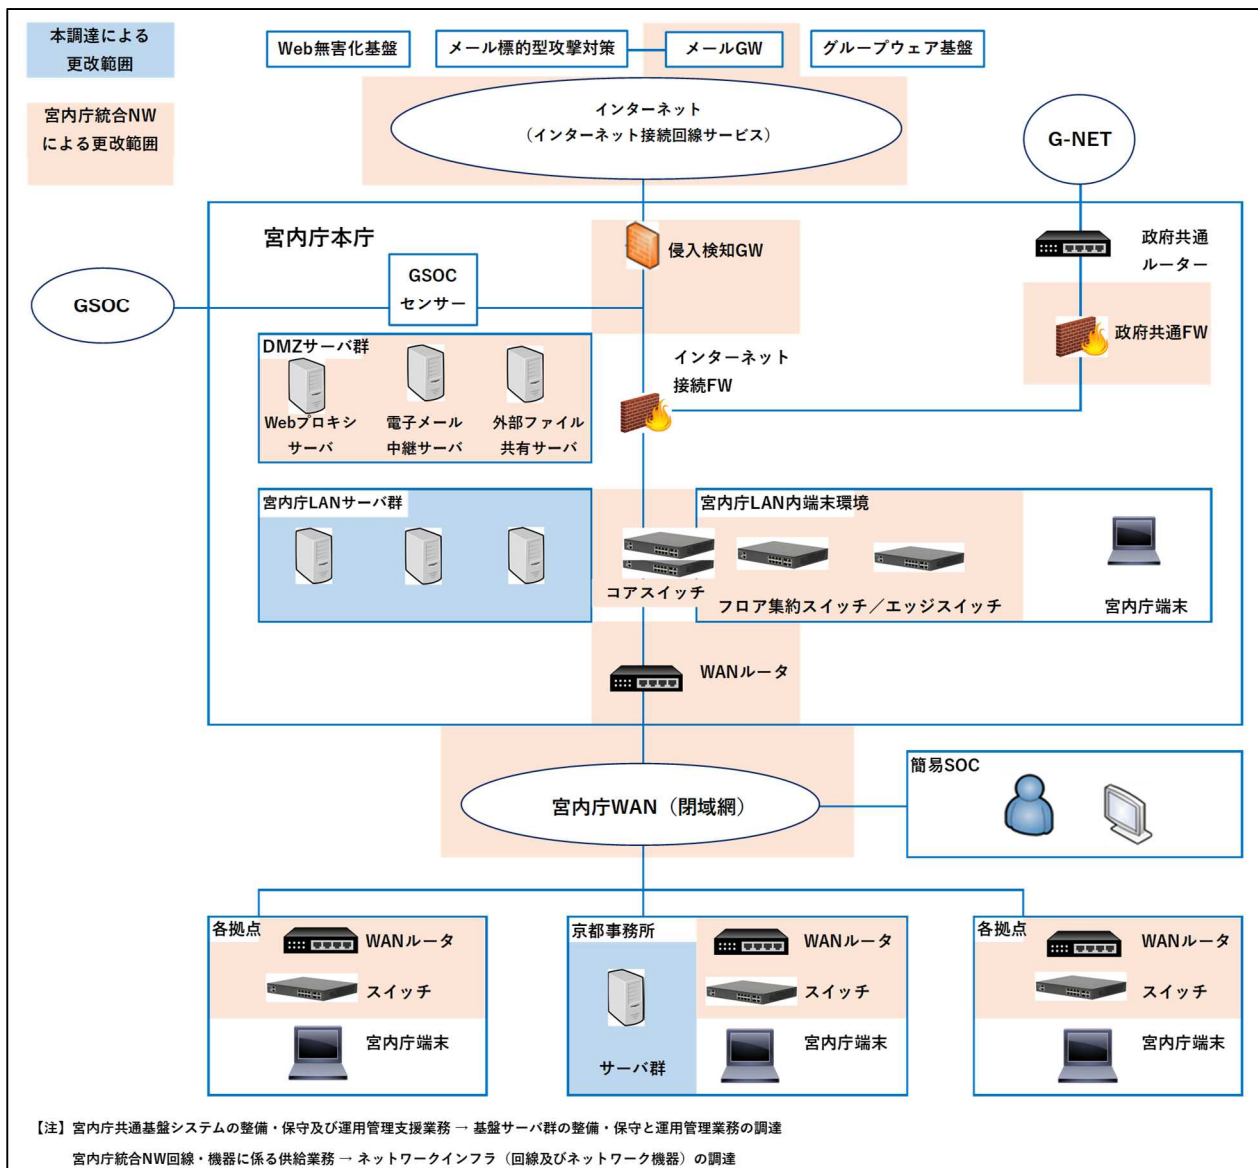 本調達による
更改範囲
宮内庁統合NW
による更改範囲
Web無害化基盤
メール標的型攻撃対策
メールGW
グループウェア基盤
インターネット
（インターネット接続回線サービス）
G-NET
宮内庁本庁
侵入検知GW
政府共通
ルーター
GSOC
GSOC
センサー
政府共通FW
DMZサーバ群
Webプロキシ
サーバ
電子メール
中継サーバ
外部ファイル
共有サーバ
インターネット
接続FW
宮内庁LANサーバ群
コアスイッチ
宮内庁LAN内端末環境
フロア集約スイッチ／エッジスイッチ
宮内庁端末
WANルータ
宮内庁WAN（閉域網）
簡易SOC
各拠点
WANルータ
スイッチ
宮内庁端末
京都事務所
サーバ群
WANルータ
スイッチ
宮内庁端末
各拠点
WANルータ
スイッチ
宮内庁端末
【注】宮内庁共通基盤システムの整備・保守及び運用管理支援業務 → 基盤サーバ群の整備・保守と運用管理業務の調達
宮内庁統合NW回線・機器に係る供給業務 → ネットワークインフラ（回線及びネットワーク機器）の調達